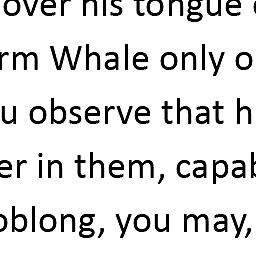 over his tongue
rm Whale only o
u observe that h
er in them, capab
oblong, you may,